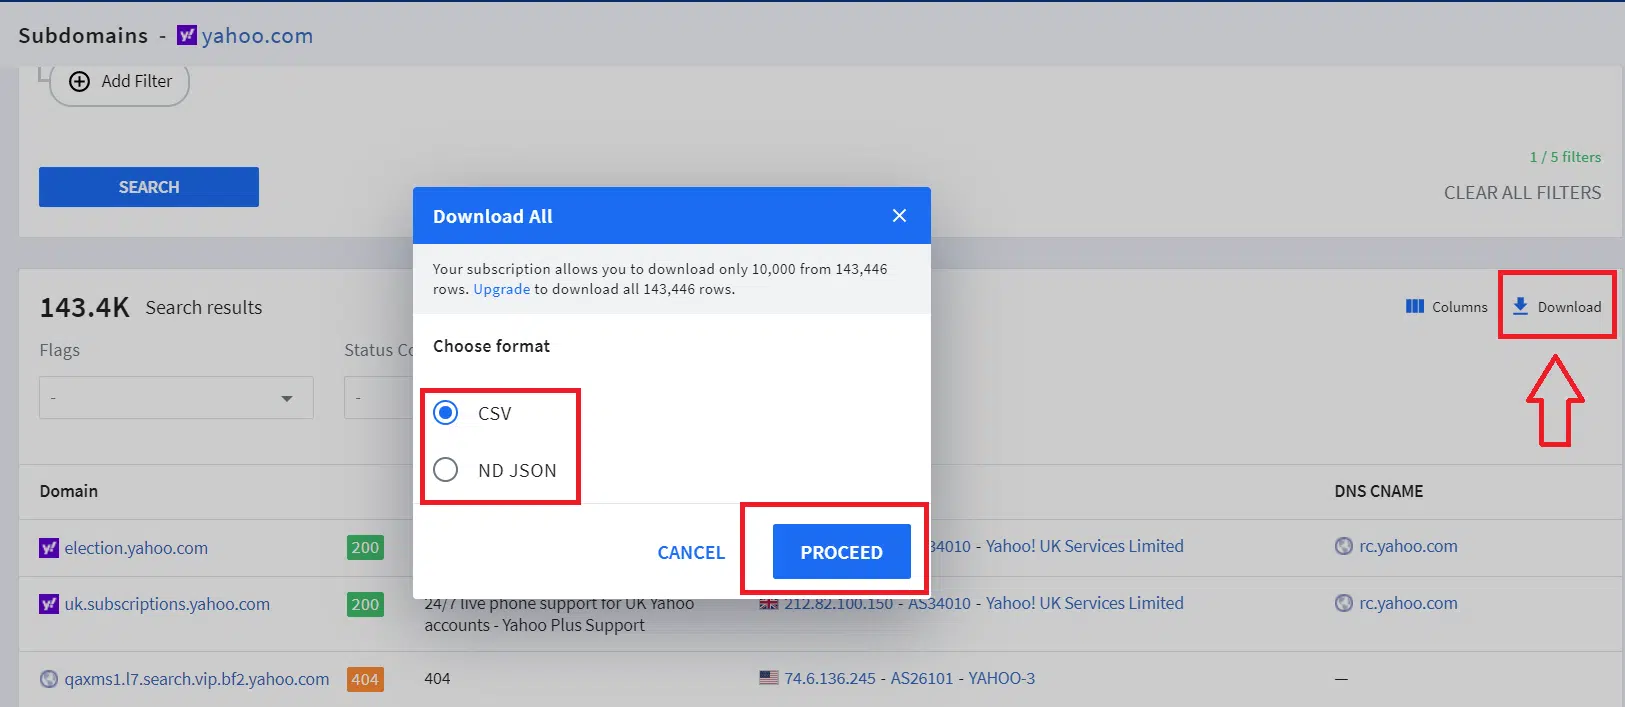 Subdomains - y! yahoo.com
Add Filter
1 / 5 filters
SEARCH
CLEAR ALL FILTERS
Download All
Your subscription allows you to download only 10,000 from 143,446
rows. Upgrade to download all 143,446 rows.
Choose format
CSV
ND JSON
CANCEL
PROCEED
143.4K Search results
Columns
Download
Flags
Status Co
-
-
Domain
DNS CNAME
y! election.yahoo.com 200 34010 - Yahoo! UK Services Limited rc.yahoo.com
y! uk.subscriptions.yahoo.com 200 24/7 live phone support for UK Yahoo 212.82.100.150 - AS34010 - Yahoo! UK Services Limited rc.yahoo.com
accounts - Yahoo Plus Support
qaxms1.l7.search.vip.bf2.yahoo.com 404 404 74.6.136.245 - AS26101 - YAHOO-3 —